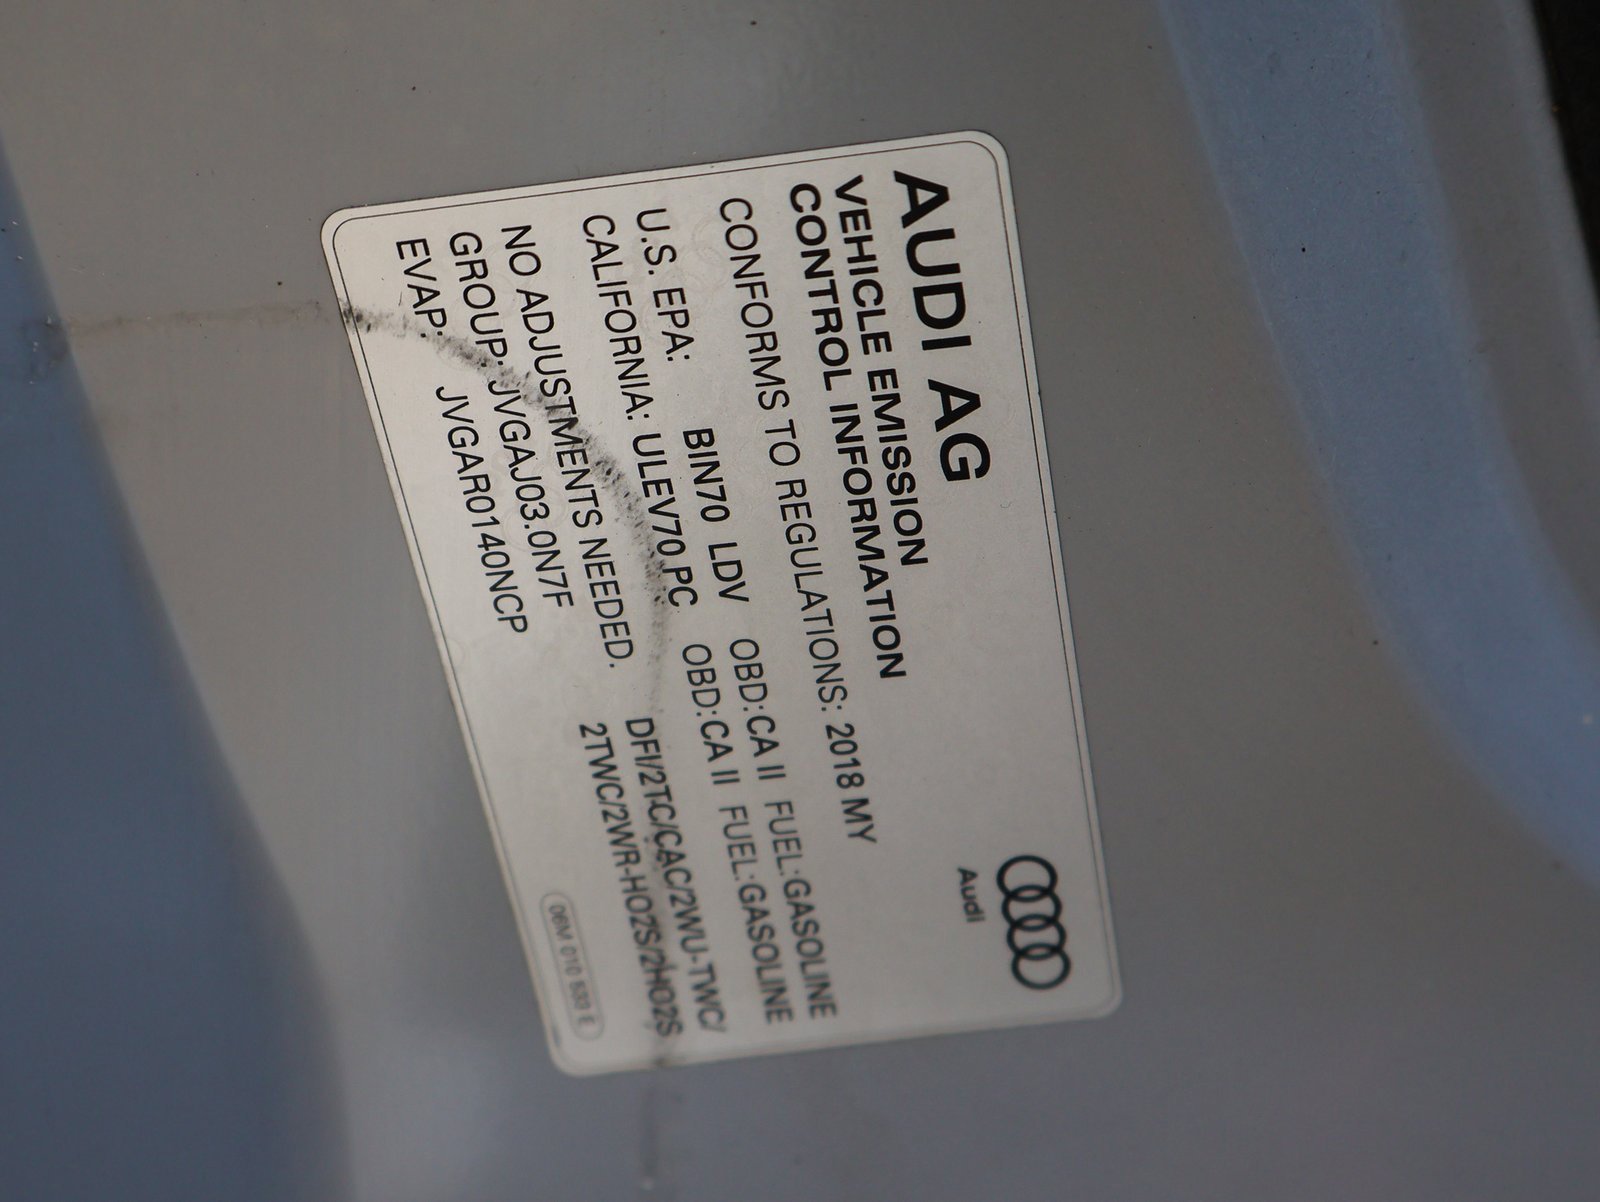 AUDI AG
VEHICLE EMISSION
CONTROL INFORMATION
Audi
CONFORMS TO REGULATIONS: 2018 MY
U.S. EPA: BIN70 LDV OBD:CA II FUEL:GASOLINE
CALIFORNIA: ULEV70 PC OBD:CA II FUEL:GASOLINE
NO ADJUSTMENTS NEEDED.
GROUP: JVGAJ03.0N7F DFI/2TC/CAC/2WU-TWC/
EVAP: JVGAR0140NCP 2TWC/2WR-HO2S/2HO2S
06M 010 E